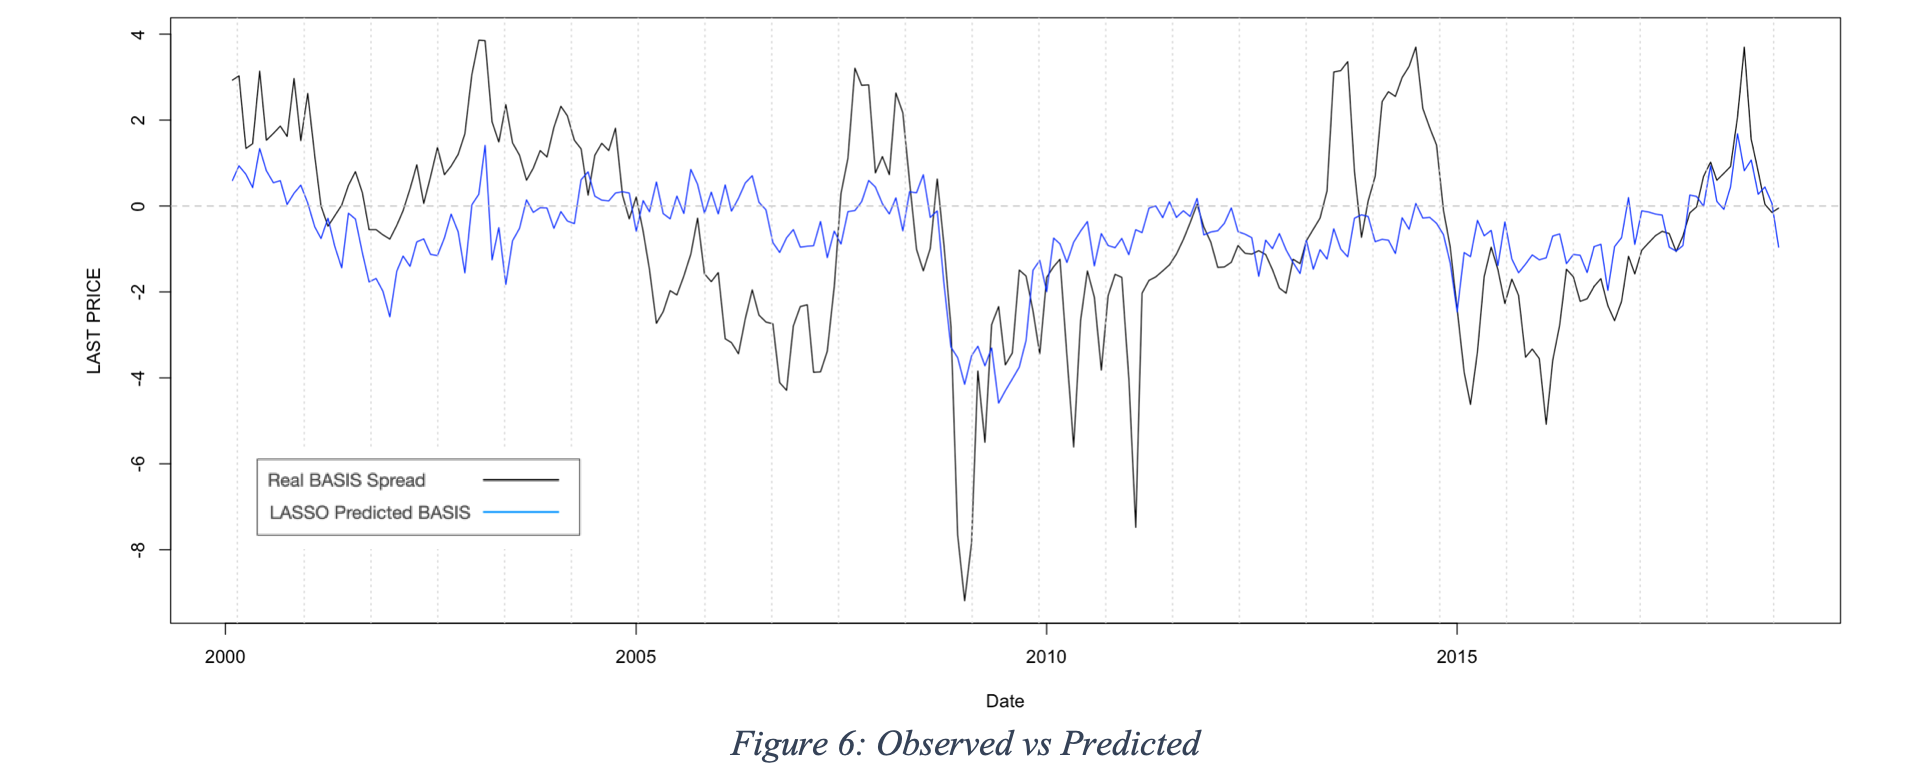 4
2
0
-2
-4
-6
-8
LAST PRICE
Real BASIS Spread
LASSO Predicted BASIS
2000 2005 2010 2015
Date
Figure 6: Observed vs Predicted